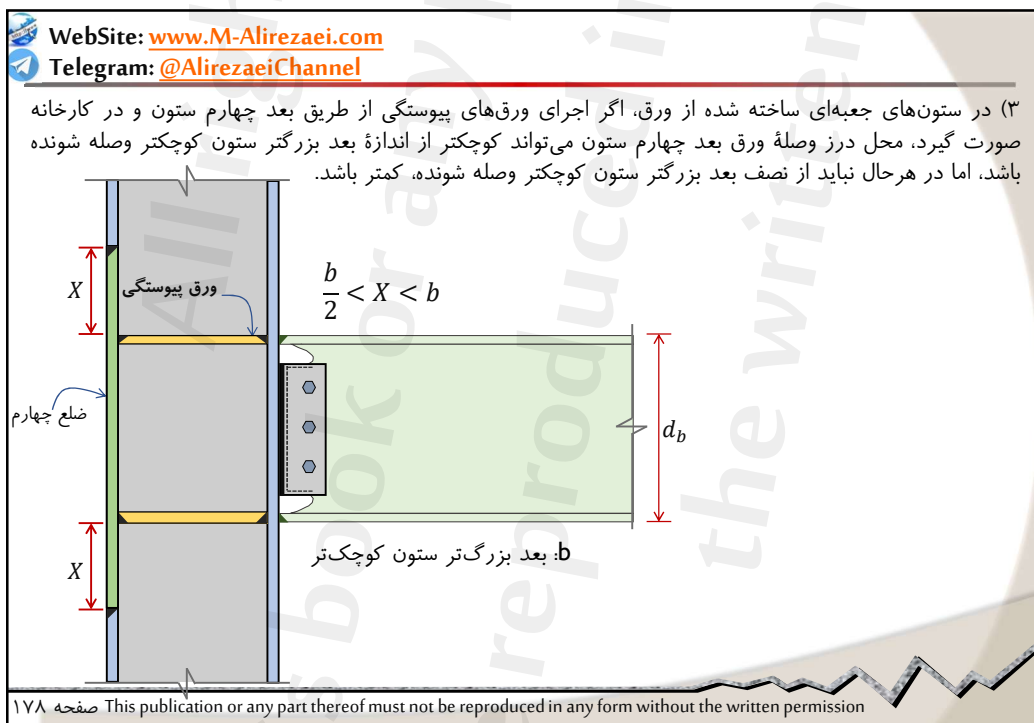 WebSite: www.M-Alirezaei.com
Telegram: @AlirezaeiChannel
۳) در ستون‌های جعبه‌ای ساخته شده از ورق، اگر اجرای ورق‌های پیوستگی از طریق بعد چهارم ستون و در کارخانه
صورت گیرد، محل درز وصلهٔ ورق بعد چهارم ستون می‌تواند کوچکتر از اندازهٔ بعد بزرگتر ستون کوچکتر وصله شونده
باشد، اما در هرحال نباید از نصف بعد بزرگتر ستون کوچکتر وصله شونده، کمتر باشد.
X
ورق پیوستگی
b/2 < X < b
ضلع چهارم
d_b
X
b: بعد بزرگ‌تر ستون کوچک‌تر
صفحه ۱۷۸ This publication or any part thereof must not be reproduced in any form without the written permission